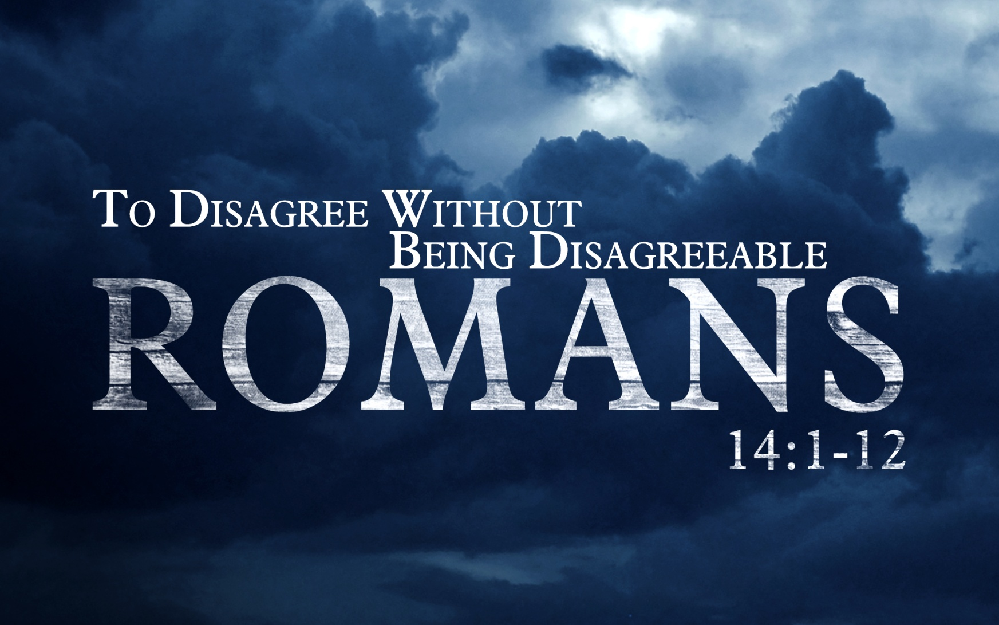 To Disagree Without
Being Disagreeable
ROMANS
14:1-12